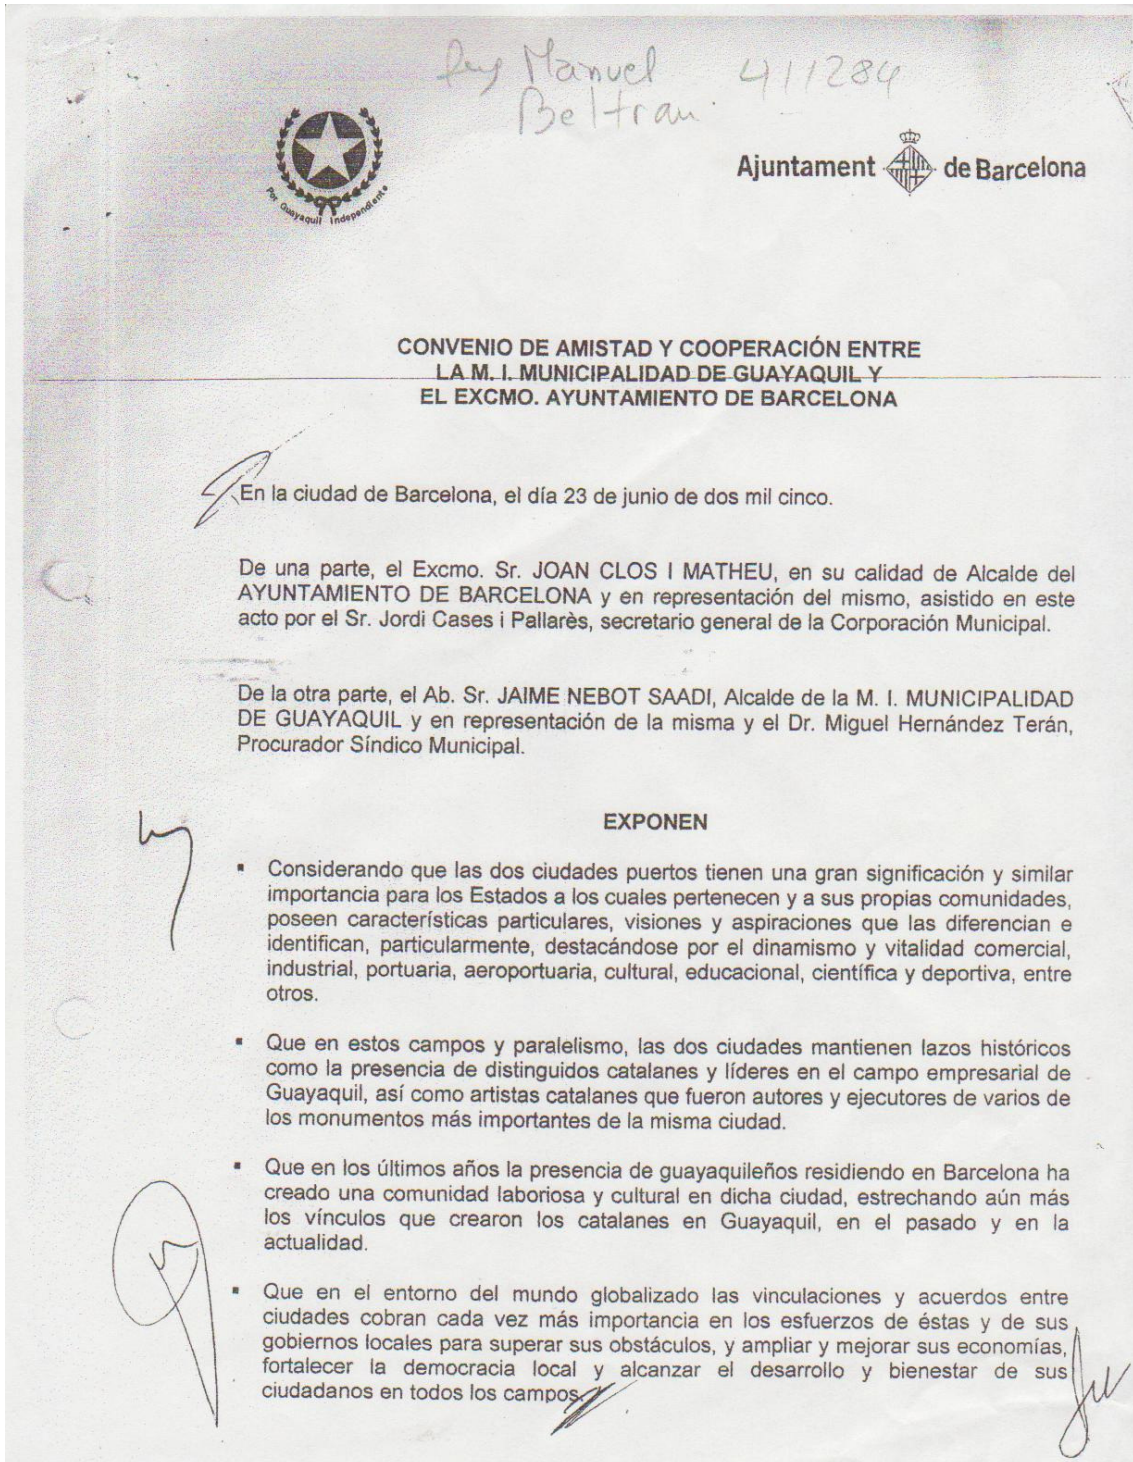 Manuel 411284
Beltran
Por Guayaquil Independiente
Ajuntament de Barcelona
CONVENIO DE AMISTAD Y COOPERACIÓN ENTRE
LA M. I. MUNICIPALIDAD DE GUAYAQUIL Y
EL EXCMO. AYUNTAMIENTO DE BARCELONA
En la ciudad de Barcelona, el día 23 de junio de dos mil cinco.
De una parte, el Excmo. Sr. JOAN CLOS I MATHEU, en su calidad de Alcalde del
AYUNTAMIENTO DE BARCELONA y en representación del mismo, asistido en este
acto por el Sr. Jordi Cases i Pallarès, secretario general de la Corporación Municipal.
De la otra parte, el Ab. Sr. JAIME NEBOT SAADI, Alcalde de la M. I. MUNICIPALIDAD
DE GUAYAQUIL y en representación de la misma y el Dr. Miguel Hernández Terán,
Procurador Síndico Municipal.
EXPONEN
▪ Considerando que las dos ciudades puertos tienen una gran significación y similar
importancia para los Estados a los cuales pertenecen y a sus propias comunidades,
poseen características particulares, visiones y aspiraciones que las diferencian e
identifican, particularmente, destacándose por el dinamismo y vitalidad comercial,
industrial, portuaria, aeroportuaria, cultural, educacional, científica y deportiva, entre
otros.
▪ Que en estos campos y paralelismo, las dos ciudades mantienen lazos históricos
como la presencia de distinguidos catalanes y líderes en el campo empresarial de
Guayaquil, así como artistas catalanes que fueron autores y ejecutores de varios de
los monumentos más importantes de la misma ciudad.
▪ Que en los últimos años la presencia de guayaquileños residiendo en Barcelona ha
creado una comunidad laboriosa y cultural en dicha ciudad, estrechando aún más
los vínculos que crearon los catalanes en Guayaquil, en el pasado y en la
actualidad.
▪ Que en el entorno del mundo globalizado las vinculaciones y acuerdos entre
ciudades cobran cada vez más importancia en los esfuerzos de éstas y de sus
gobiernos locales para superar sus obstáculos, y ampliar y mejorar sus economías,
fortalecer la democracia local y alcanzar el desarrollo y bienestar de sus
ciudadanos en todos los campos.